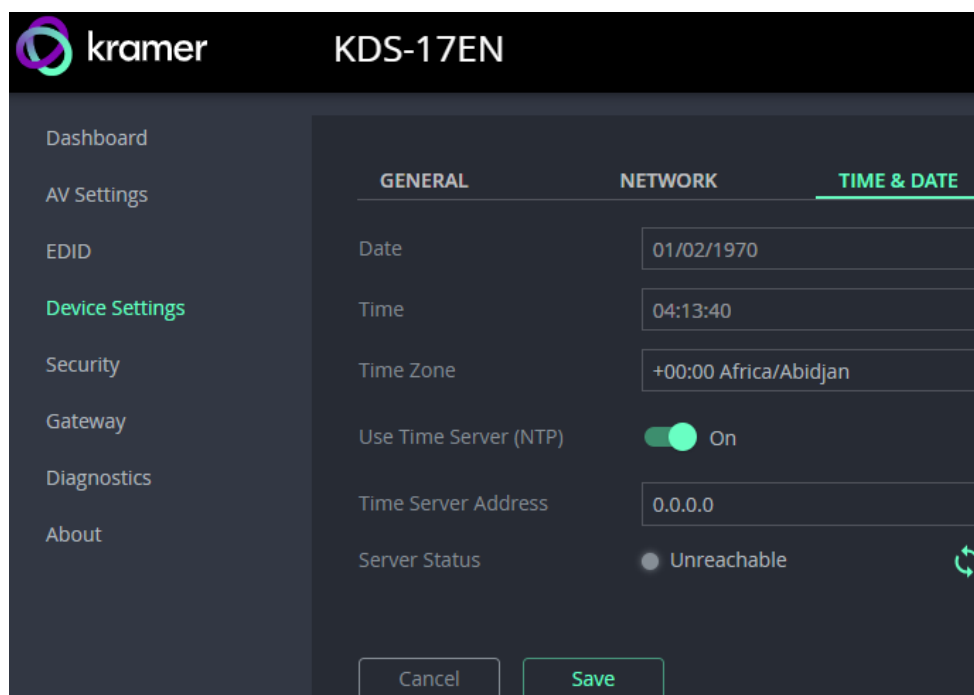 kramer KDS-17EN
Dashboard
AV Settings
EDID
Device Settings
Security
Gateway
Diagnostics
About
GENERAL NETWORK TIME & DATE
Date 01/02/1970
Time 04:13:40
Time Zone +00:00 Africa/Abidjan
Use Time Server (NTP) On
Time Server Address 0.0.0.0
Server Status Unreachable
Cancel Save